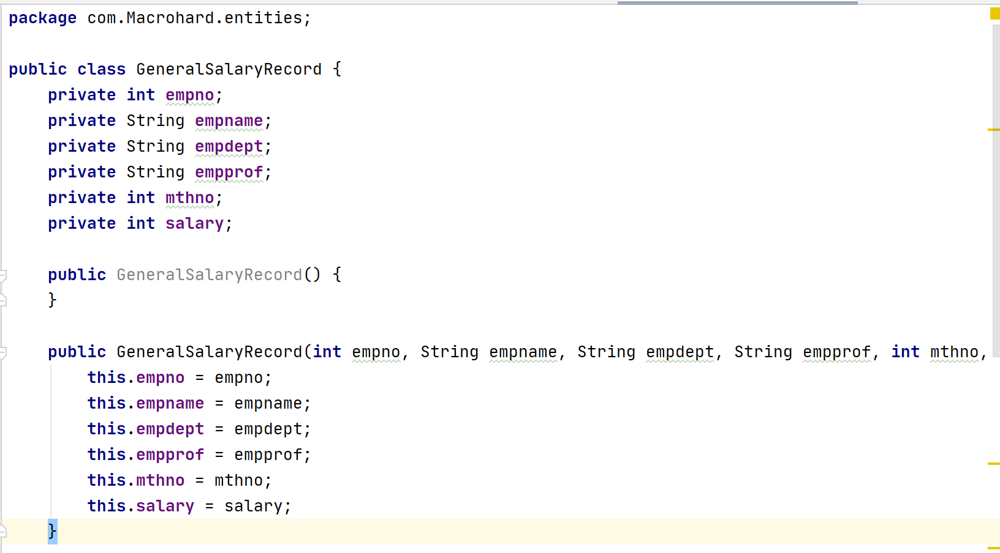 package com.Macrohard.entities;
public class GeneralSalaryRecord {
    private int empno;
    private String empname;
    private String empdept;
    private String empprof;
    private int mthno;
    private int salary;
    public GeneralSalaryRecord() {
    }
    public GeneralSalaryRecord(int empno, String empname, String empdept, String empprof, int mthno,
        this.empno = empno;
        this.empname = empname;
        this.empdept = empdept;
        this.empprof = empprof;
        this.mthno = mthno;
        this.salary = salary;
    }